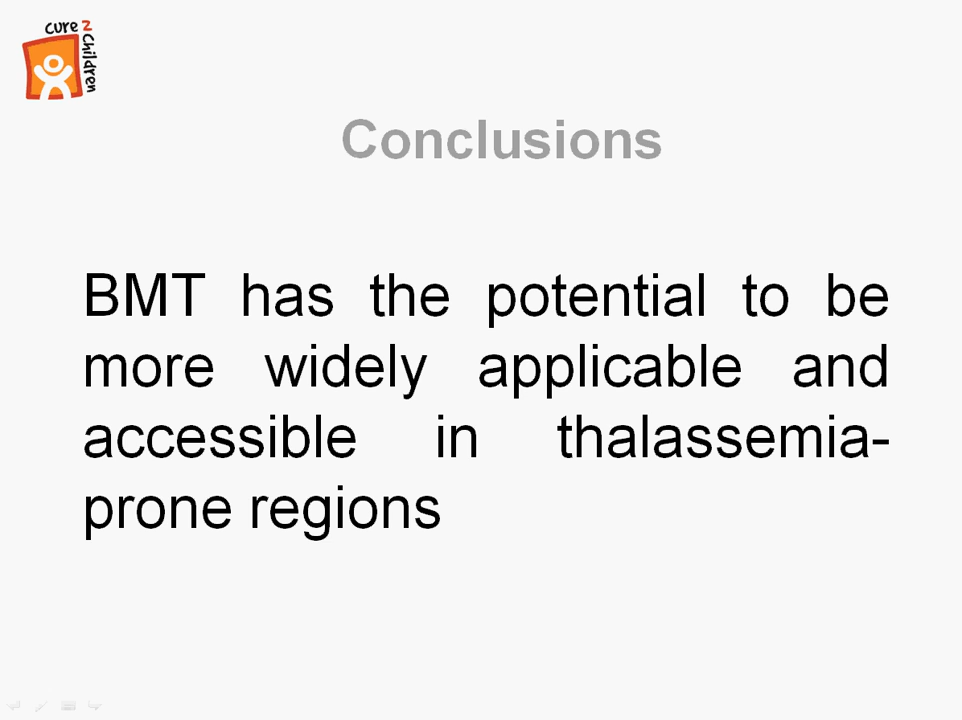 cure 2
children
Conclusions
BMT has the potential to be
more widely applicable and
accessible in thalassemia-
prone regions